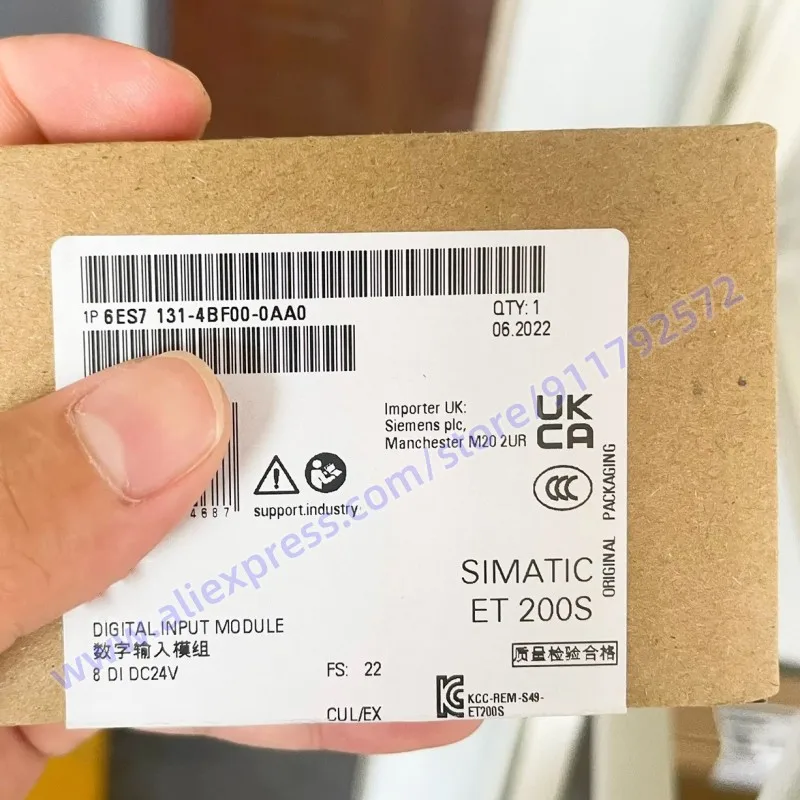 1P 6ES7 131-4BF00-0AA0
QTY: 1
06.2022
Importer UK:
Siemens plc,
Manchester M20 2UR
UK
CA
CCC
4687
support.industry
ORIGINAL PACKAGING
SIMATIC
ET 200S
DIGITAL INPUT MODULE
数字输入模组
8 DI DC24V
FS: 22
CUL/EX
质量检验合格
KCC-REM-S49-
ET200S
www.aliexpress.com/store/911792572